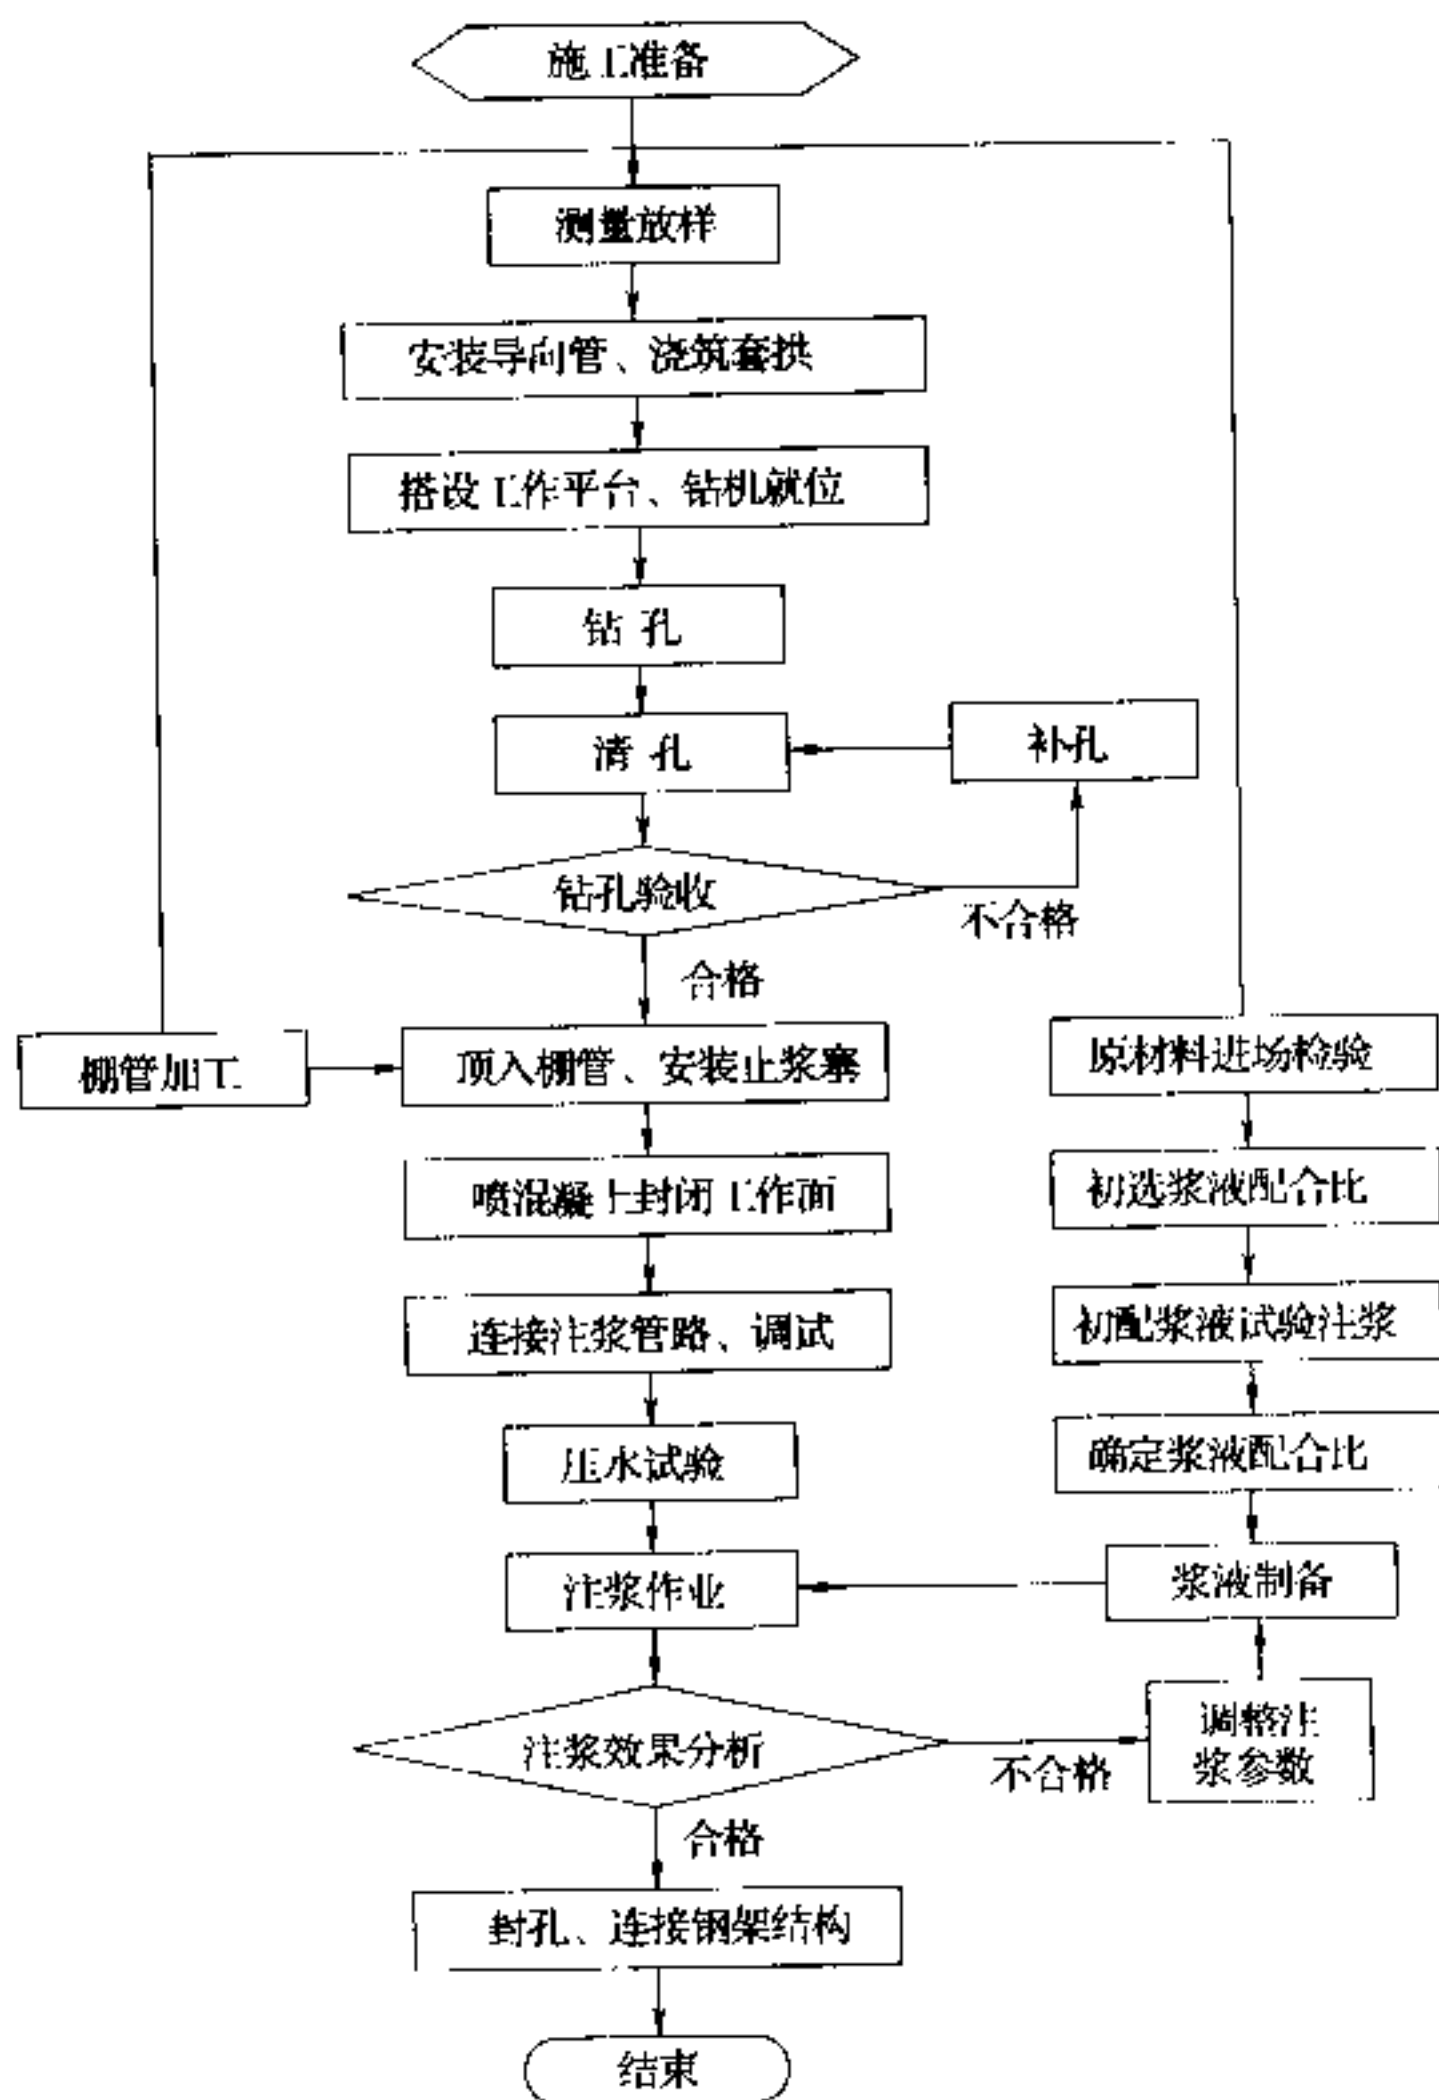 施工准备
测量放样
安装导向管、浇筑套拱
搭设工作平台、钻机就位
钻孔
清孔
补孔
钻孔验收
不合格
合格
棚管加工
顶入棚管、安装止浆塞
原材料进场检验
喷混凝土封闭工作面
初选浆液配合比
连接注浆管路、调试
初配浆液试验注浆
压水试验
确定浆液配合比
注浆作业
浆液制备
注浆效果分析
不合格
调整注
浆参数
合格
封孔、连接钢架结构
结束